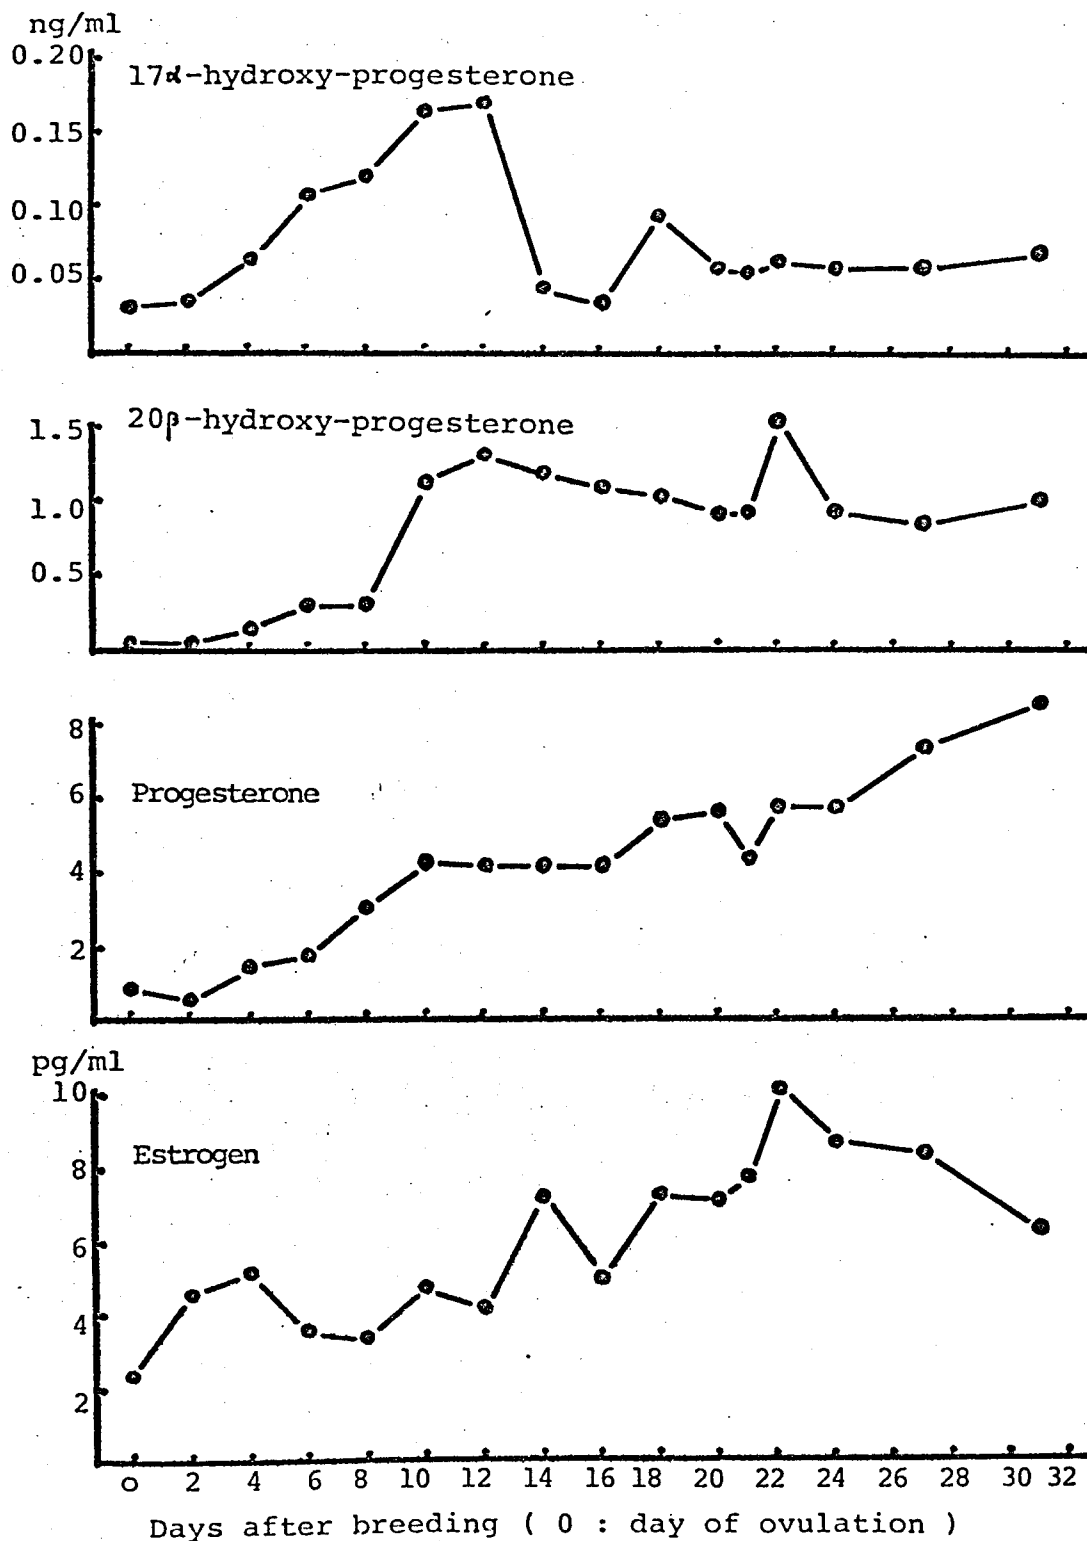 ng/ml
0.20
17α-hydroxy-progesterone
0.15
0.10
0.05
20β-hydroxy-progesterone
1.5
1.0
0.5
8
6
Progesterone
4
2
pg/ml
10
Estrogen
8
6
4
2
0 2 4 6 8 10 12 14 16 18 20 22 24 26 28 30 32
Days after breeding ( 0 : day of ovulation )